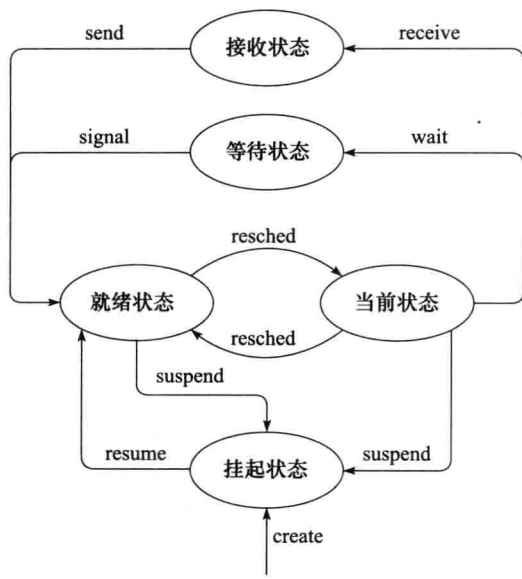 send
接收状态
receive
signal
等待状态
wait
resched
就绪状态
当前状态
resched
suspend
resume
挂起状态
suspend
create